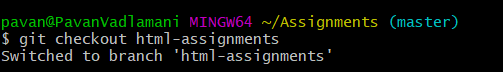 pavan@PavanVadlamani MINGW64 ~/Assignments (master)
$ git checkout html-assignments
Switched to branch 'html-assignments'